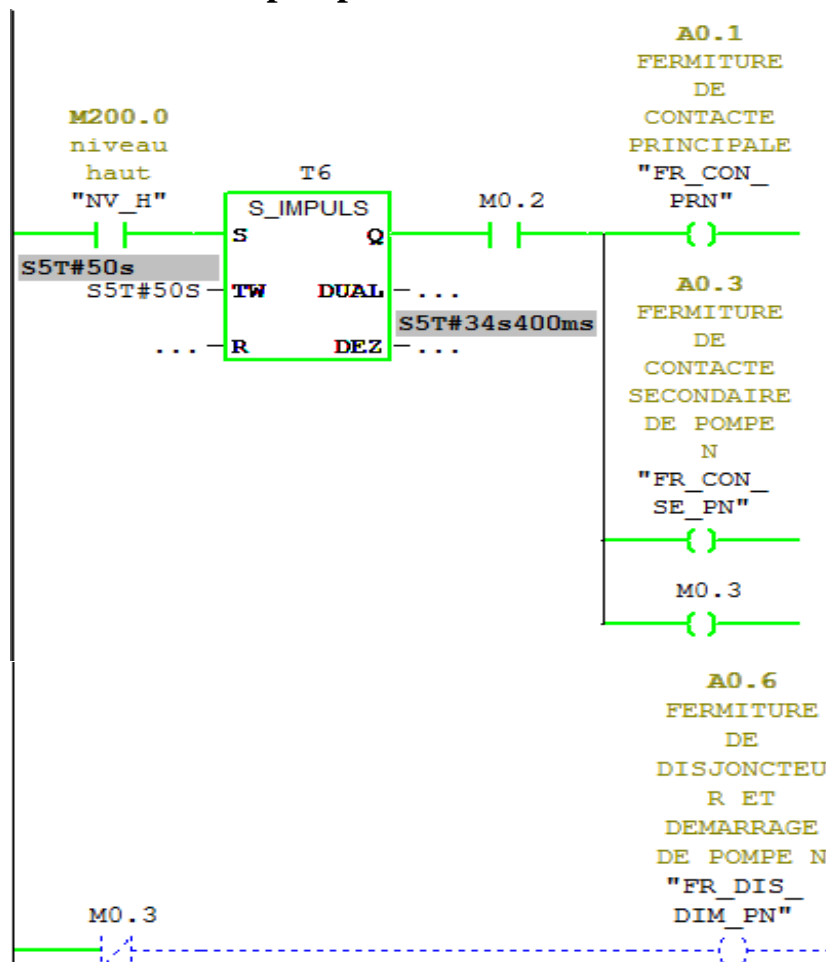 A0.1
FERMITURE
DE
CONTACTE
PRINCIPALE
"FR_CON_
PRN"
M200.0
niveau
haut
"NV_H"
T6
S_IMPULS
M0.2
S
Q
S5T#50s
S5T#50S
TW
DUAL
...
S5T#34s400ms
...
R
DEZ
...
A0.3
FERMITURE
DE
CONTACTE
SECONDAIRE
DE POMPE
N
"FR_CON_
SE_PN"
M0.3
A0.6
FERMITURE
DE
DISJONCTEU
R ET
DEMARRAGE
DE POMPE N
"FR_DIS_
DIM_PN"
M0.3